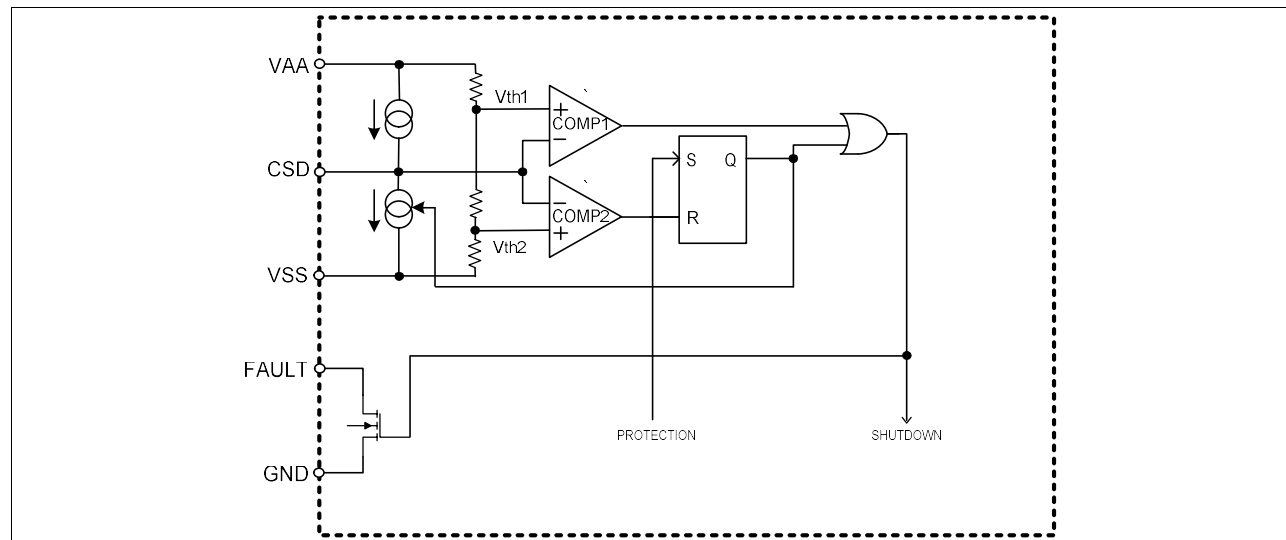 VAA
Vth1
+
COMP1
−
CSD
S Q
−
COMP2
+
R
Vth2
VSS
FAULT
PROTECTION
SHUTDOWN
GND